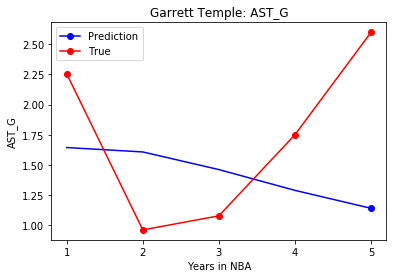 Garrett Temple: AST_G
Prediction
True
AST_G
2.50
2.25
2.00
1.75
1.50
1.25
1.00
1 2 3 4 5
Years in NBA